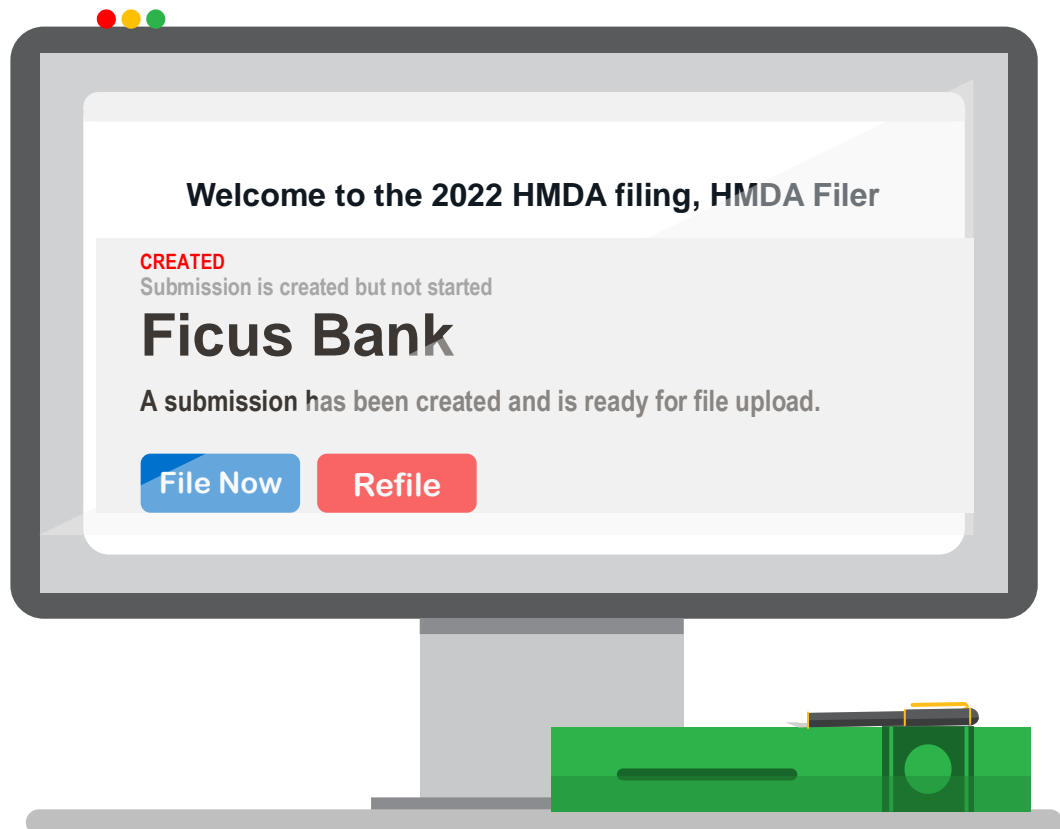 Welcome to the 2022 HMDA filing, HMDA Filer
CREATED
Submission is created but not started
Ficus Bank
A submission has been created and is ready for file upload.
File Now
Refile